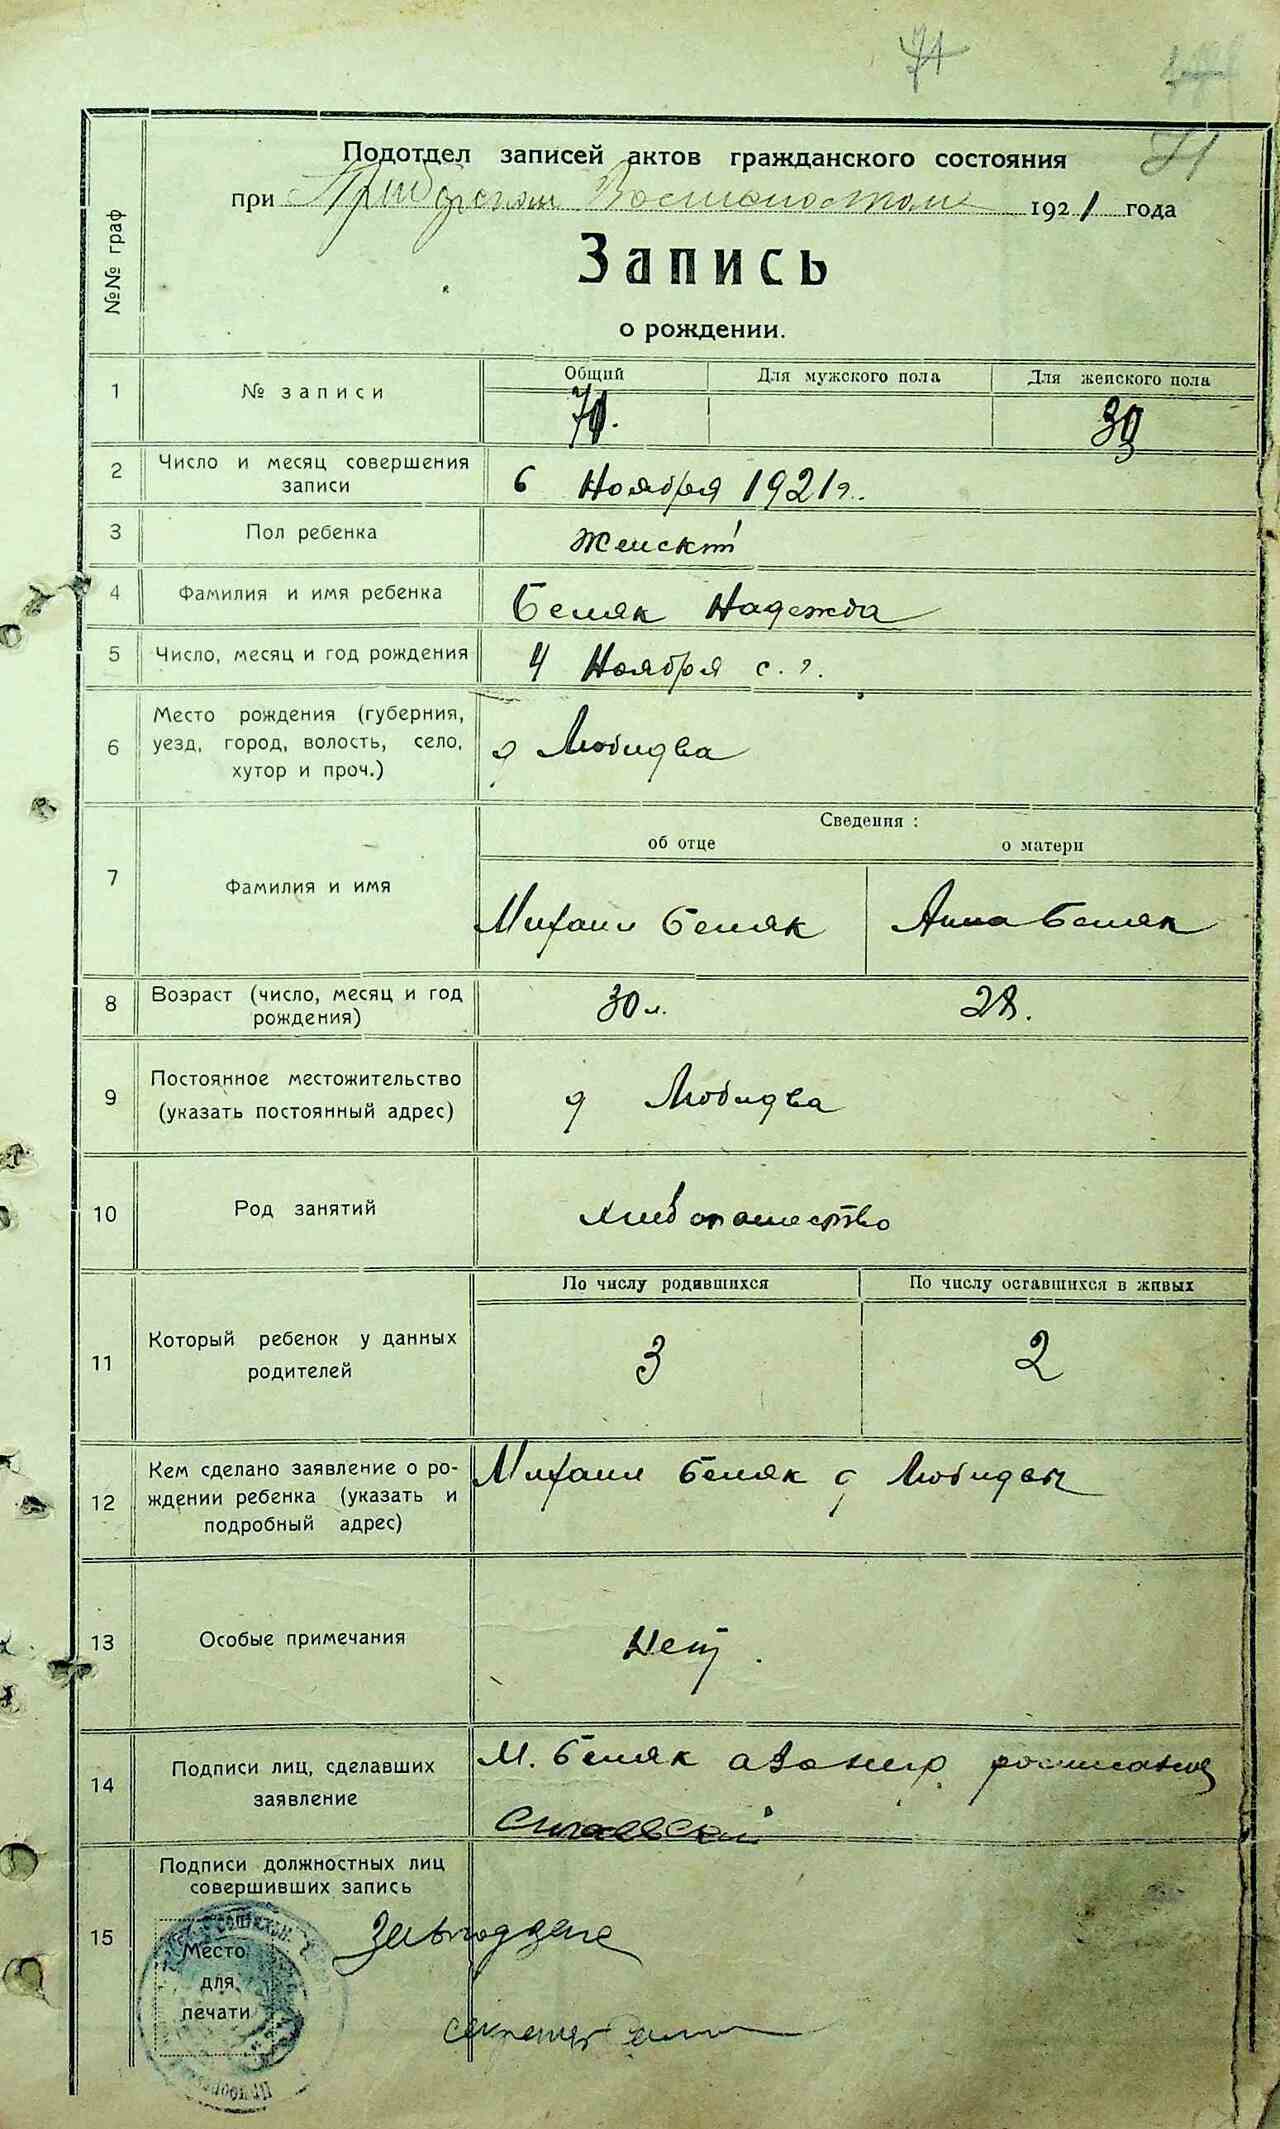 71
71
Подотдел записей актов гражданского состояния
при 1921 года
Запись
о рождении.
№№ граф
1 № записи Общий Для мужского пола Для женского пола
70. 39
2 Число и месяц совершения
записи
6 Ноября 1921 г.
3 Пол ребенка Женский
4 Фамилия и имя ребенка Беляк Надежда
5 Число, месяц и год рождения 4 Ноября с. г.
6 Место рождения (губерния,
уезд, город, волость, село,
хутор и проч.)
д
7 Фамилия и имя
Сведения :
об отце о матери
Михаил Беляк Анна Беляк
8 Возраст (число, месяц и год
рождения)
30 л. 28.
9 Постоянное местожительство
(указать постоянный адрес)
д
10 Род занятий хлебопашество
11 Который ребенок у данных
родителей
По числу родившихся По числу оставшихся в живых
3 2
12 Кем сделано заявление о ро-
ждении ребенка (указать и
подробный адрес)
Михаил Беляк д
13 Особые примечания Нет.
14 Подписи лиц, сделавших
заявление
М. Беляк а за него
15 Подписи должностных лиц
совершивших запись
Место
для
печати